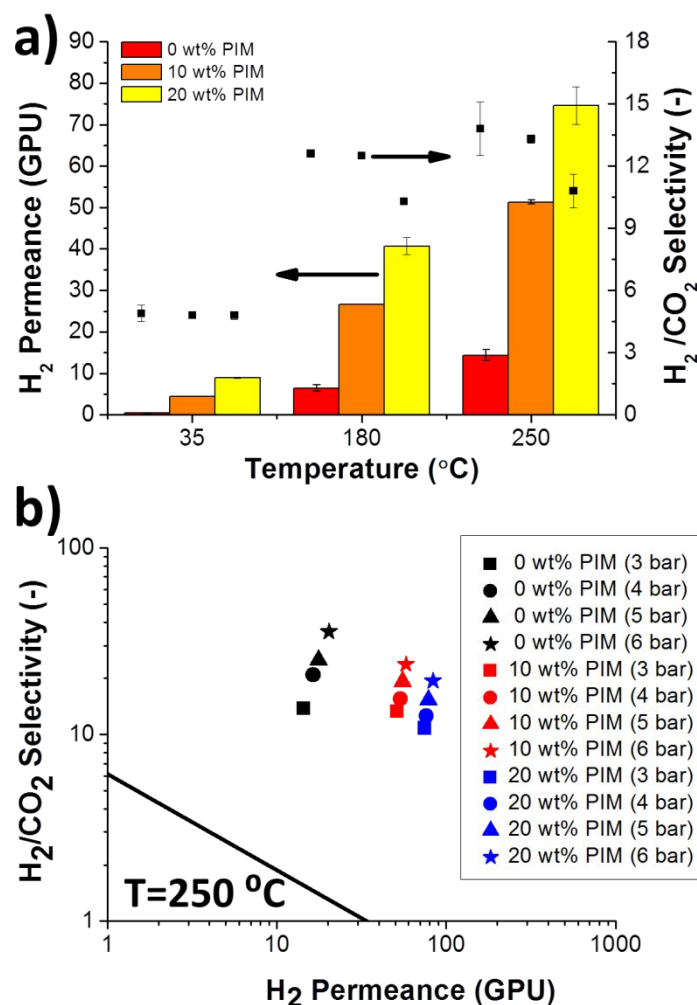 a)
90
80
70
60
50
40
30
20
10
0
H2 Permeance (GPU)
0 wt% PIM
10 wt% PIM
20 wt% PIM
18
15
12
9
6
3
0
H2/CO2 Selectivity (-)
35 180 250
Temperature (°C)
b)
100
10
1
H2/CO2 Selectivity (-)
T=250 °C
1 10 100 1000
H2 Permeance (GPU)
0 wt% PIM (3 bar)
0 wt% PIM (4 bar)
0 wt% PIM (5 bar)
0 wt% PIM (6 bar)
10 wt% PIM (3 bar)
10 wt% PIM (4 bar)
10 wt% PIM (5 bar)
10 wt% PIM (6 bar)
20 wt% PIM (3 bar)
20 wt% PIM (4 bar)
20 wt% PIM (5 bar)
20 wt% PIM (6 bar)